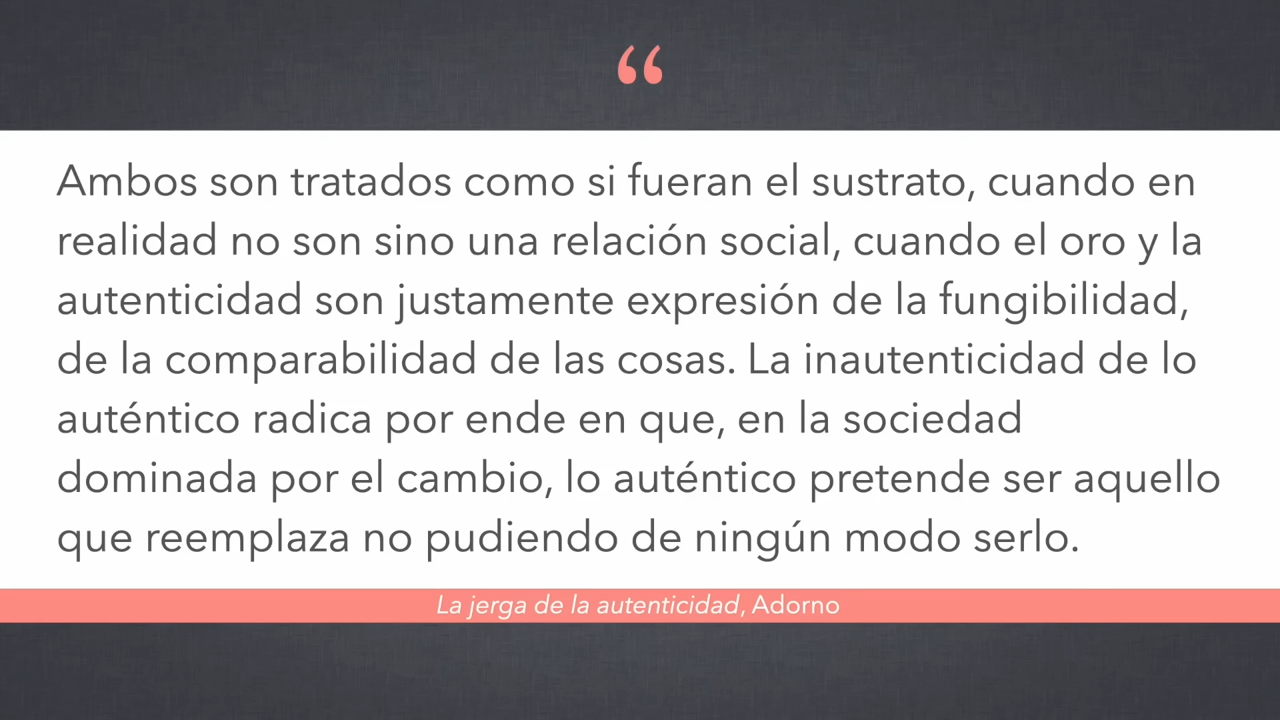 “
Ambos son tratados como si fueran el sustrato, cuando en
realidad no son sino una relación social, cuando el oro y la
autenticidad son justamente expresión de la fungibilidad,
de la comparabilidad de las cosas. La inautenticidad de lo
auténtico radica por ende en que, en la sociedad
dominada por el cambio, lo auténtico pretende ser aquello
que reemplaza no pudiendo de ningún modo serlo.
La jerga de la autenticidad, Adorno